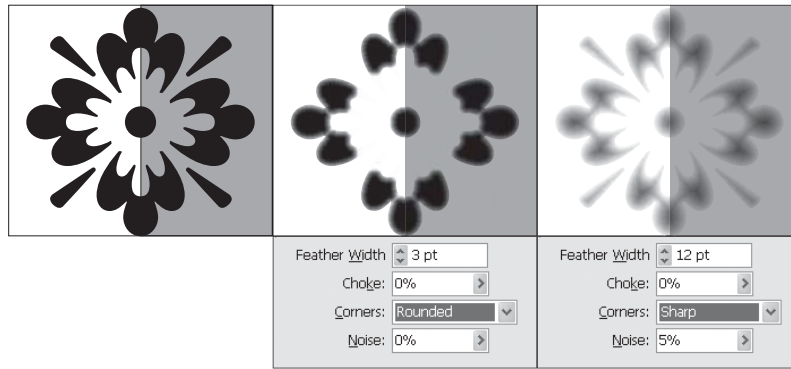 Feather Width 3 pt
Choke: 0%
Corners: Rounded
Noise: 0%
Feather Width 12 pt
Choke: 0%
Corners: Sharp
Noise: 5%